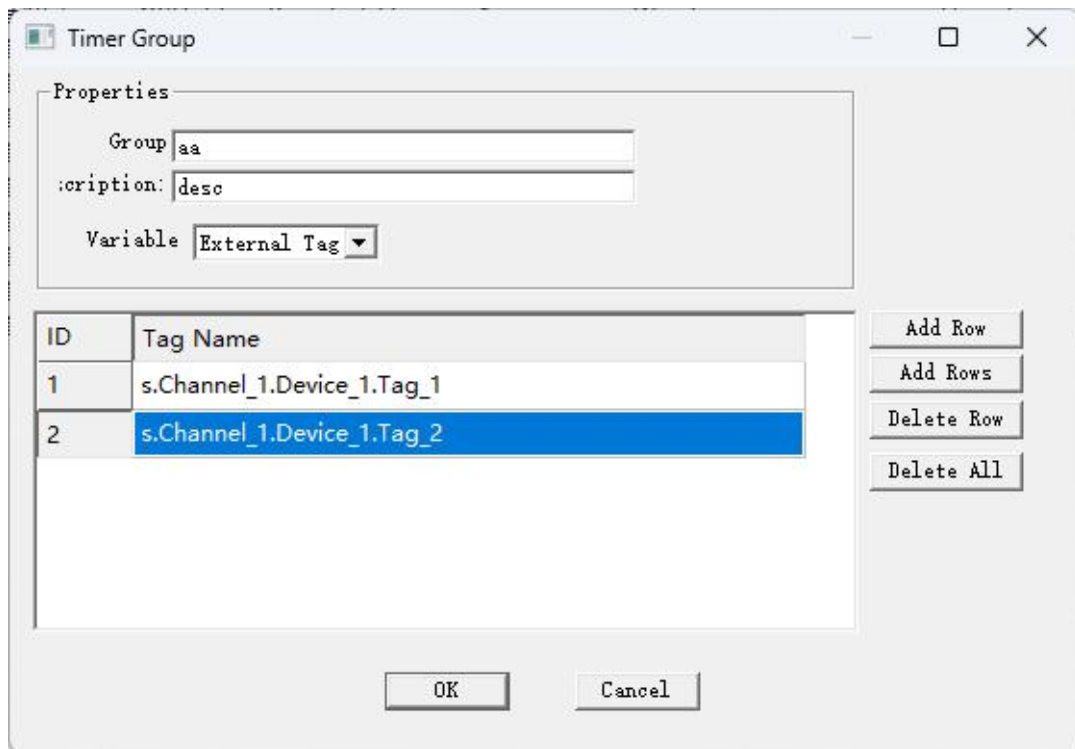 Timer Group
Properties
Group aa
:cription: desc
Variable External Tag
ID Tag Name
1 s.Channel_1.Device_1.Tag_1
2 s.Channel_1.Device_1.Tag_2
Add Row
Add Rows
Delete Row
Delete All
OK Cancel